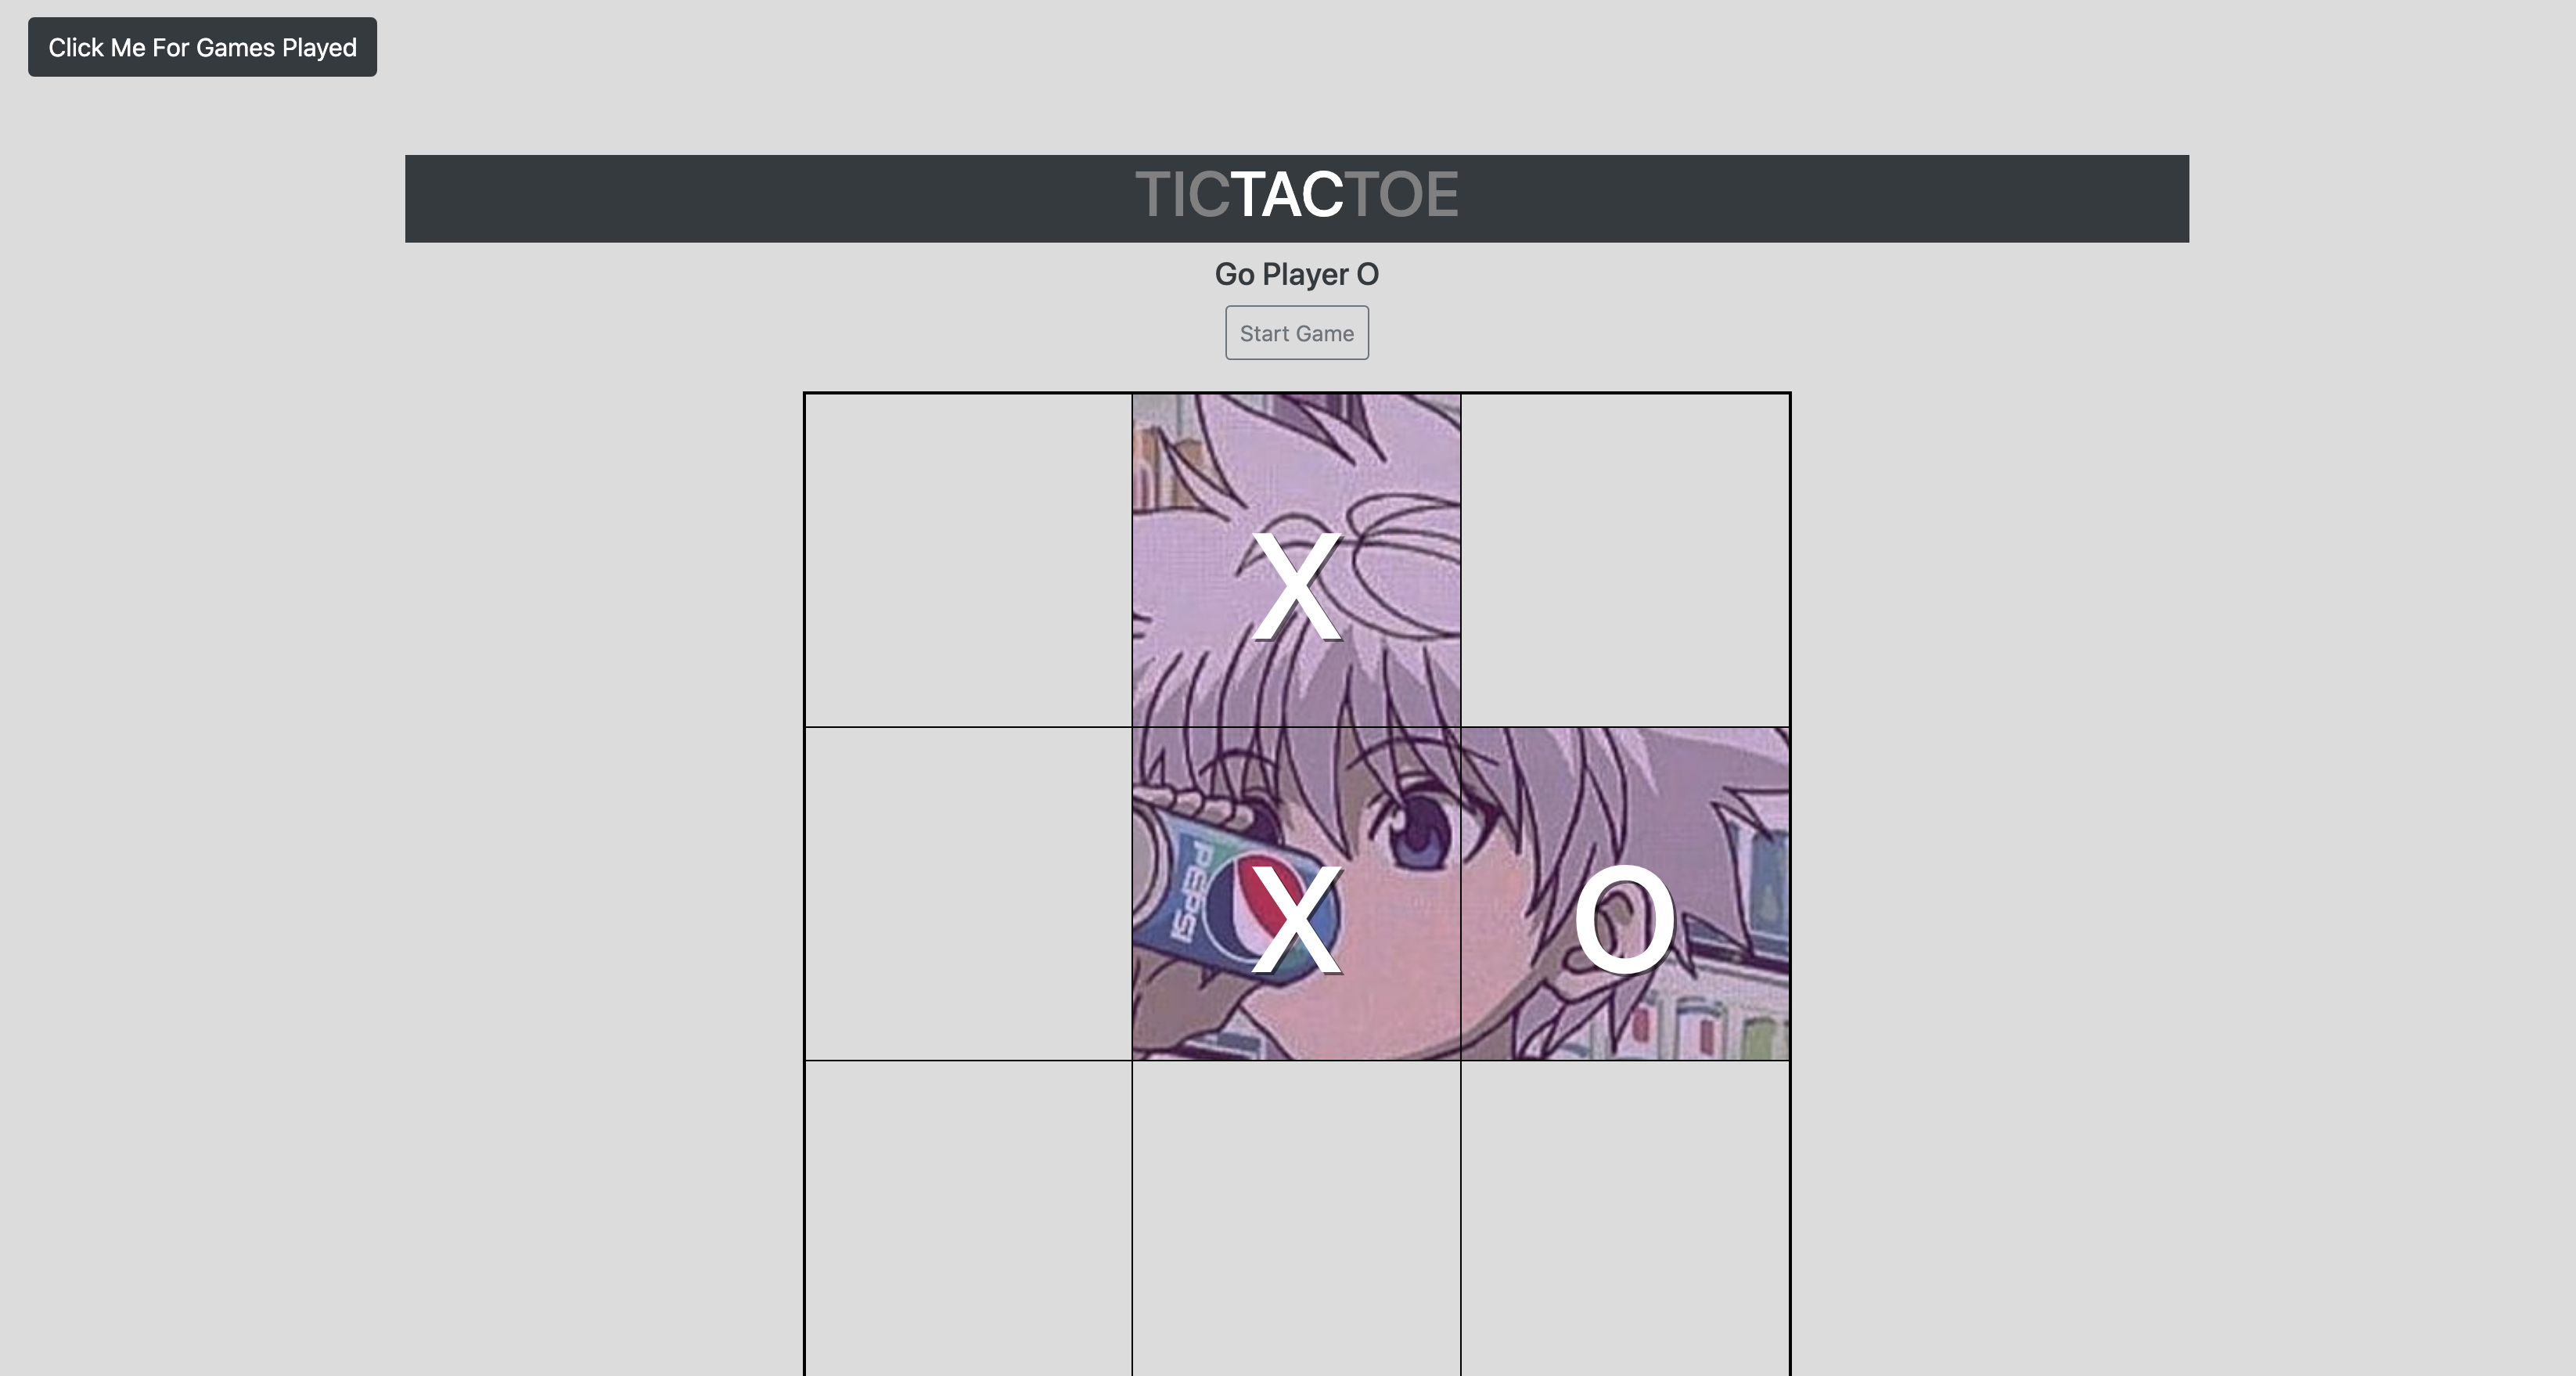 Click Me For Games Played
TICTACTOE
Go Player O
Start Game
X
X O
PEPSI